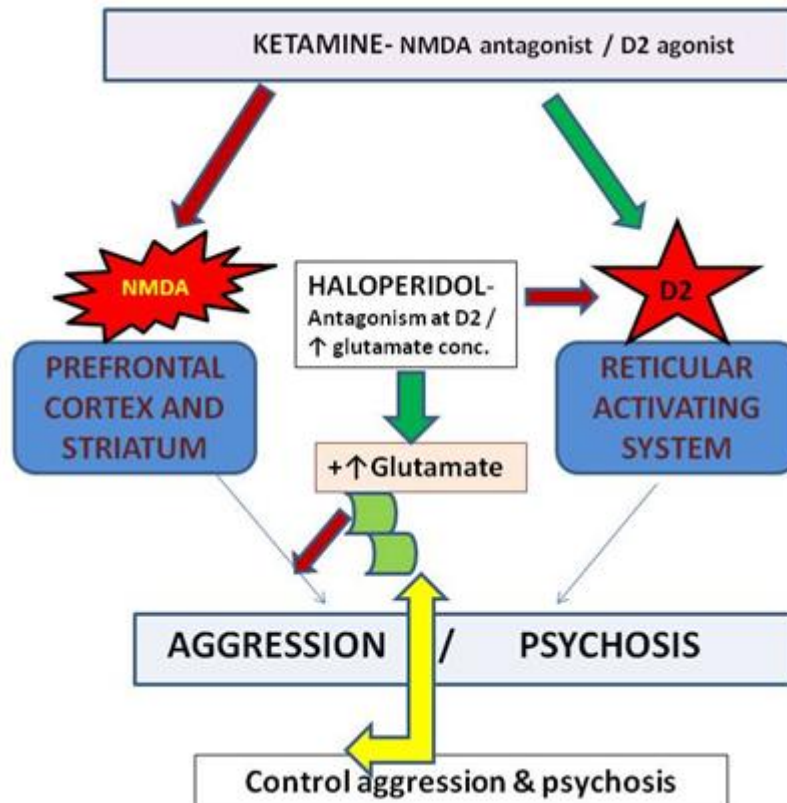 KETAMINE- NMDA antagonist / D2 agonist
NMDA
HALOPERIDOL-
Antagonism at D2 /
↑ glutamate conc.
D2
PREFRONTAL
CORTEX AND
STRIATUM
RETICULAR
ACTIVATING
SYSTEM
+↑Glutamate
AGGRESSION / PSYCHOSIS
Control aggression & psychosis